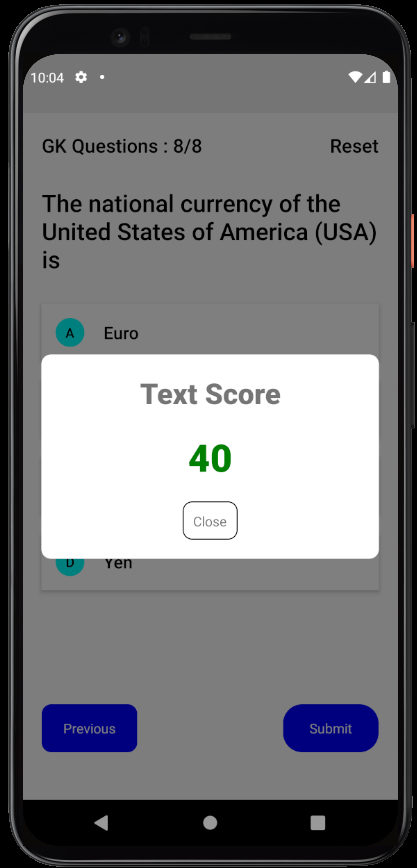 10:04
GK Questions : 8/8
Reset
The national currency of the
United States of America (USA)
is
A
Euro
Text Score
40
Close
D
Yen
Previous
Submit